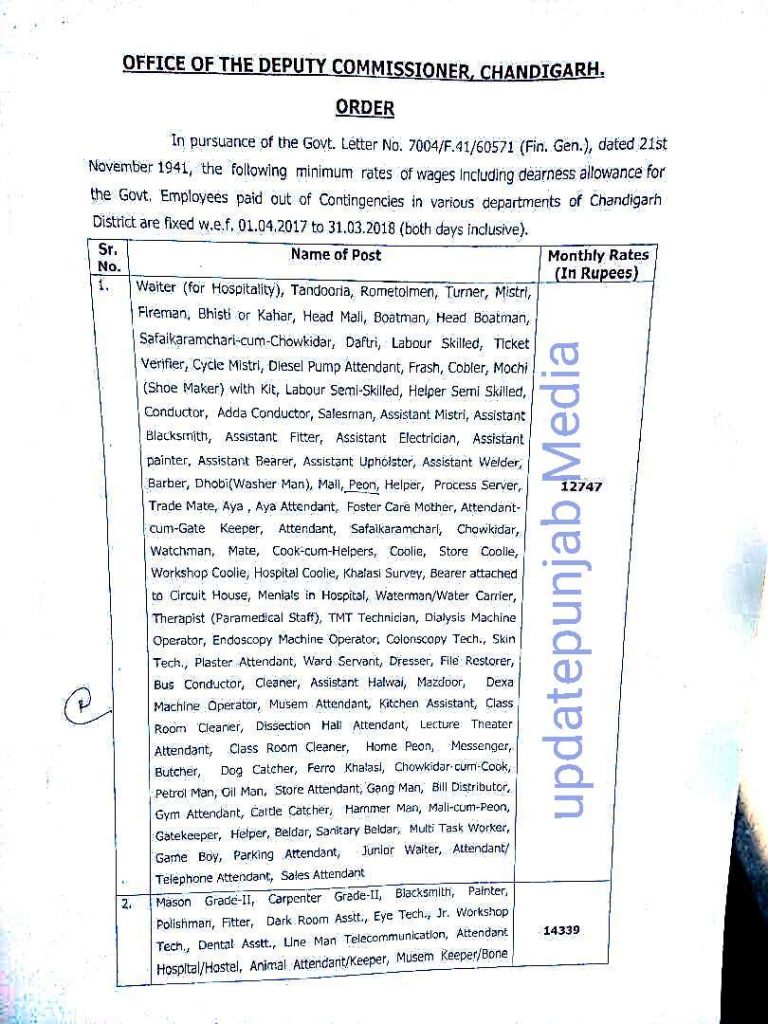 OFFICE OF THE DEPUTY COMMISSIONER, CHANDIGARH.
ORDER
In pursuance of the Govt. Letter No. 7004/F.41/60571 (Fin. Gen.), dated 21st
November 1941, the following minimum rates of wages including dearness allowance for
the Govt. Employees paid out of Contingencies in various departments of Chandigarh
District are fixed w.e.f. 01.04.2017 to 31.03.2018 (both days inclusive).
Sr. No.
Name of Post
Monthly Rates
(In Rupees)
1.
Waiter (for Hospitality), Tandooria, Rometolmen, Turner, Mistri,
Fireman, Bhisti or Kahar, Head Mali, Boatman, Head Boatman,
Safaikaramchari-cum-Chowkidar, Daftri, Labour Skilled, Ticket
Verifier, Cycle Mistri, Diesel Pump Attendant, Frash, Cobler, Mochi
(Shoe Maker) with Kit, Labour Semi-Skilled, Helper Semi Skilled,
Conductor, Adda Conductor, Salesman, Assistant Mistri, Assistant
Blacksmith, Assistant Fitter, Assistant Electrician, Assistant
painter, Assistant Bearer, Assistant Upholster, Assistant Welder,
Barber, Dhobi(Washer Man), Mali, Peon, Helper, Process Server,
Trade Mate, Aya , Aya Attendant, Foster Care Mother, Attendant-
cum-Gate Keeper, Attendant, Safaikaramchari, Chowkidar,
Watchman, Mate, Cook-cum-Helpers, Coolie, Store Coolie,
Workshop Coolie, Hospital Coolie, Khalasi Survey, Bearer attached
to Circuit House, Menials in Hospital, Waterman/Water Carrier,
Therapist (Paramedical Staff), TMT Technician, Dialysis Machine
Operator, Endoscopy Machine Operator, Colonscopy Tech., Skin
Tech., Plaster Attendant, Ward Servant, Dresser, File Restorer,
Bus Conductor, Cleaner, Assistant Halwai, Mazdoor, Dexa
Machine Operator, Musem Attendant, Kitchen Assistant, Class
Room Cleaner, Dissection Hall Attendant, Lecture Theater
Attendant, Class Room Cleaner, Home Peon, Messenger,
Butcher, Dog Catcher, Ferro Khalasi, Chowkidar-cum-Cook,
Petrol Man, Oil Man, Store Attendant, Gang Man, Bill Distributor,
Gym Attendant, Cattle Catcher, Hammer Man, Mali-cum-Peon,
Gatekeeper, Helper, Beldar, Sanitary Beldar, Multi Task Worker,
Game Boy, Parking Attendant, Junior Waiter, Attendant/
Telephone Attendant, Sales Attendant
12747
2.
Mason Grade-II, Carpenter Grade-II, Blacksmith, Painter,
Polishman, Fitter, Dark Room Asstt., Eye Tech., Jr. Workshop
Tech., Dental Asstt., Line Man Telecommunication, Attendant
Hospital/Hostel, Animal Attendant/Keeper, Musem Keeper/Bone
14339
updatepunjab Media